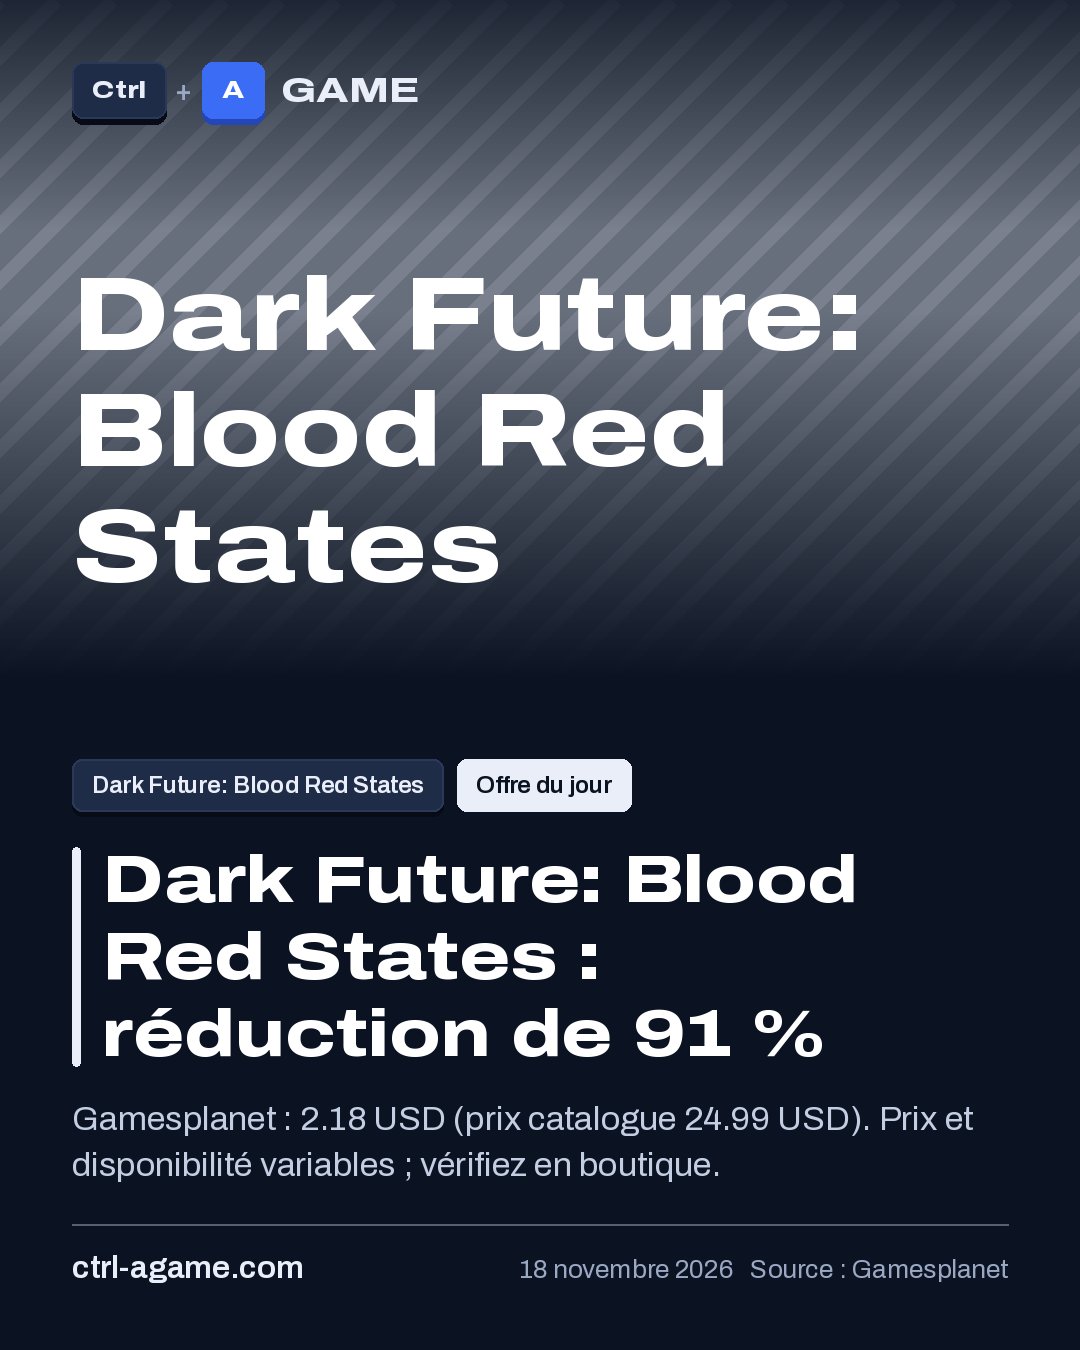 Ctrl + A GAME
Dark Future:
Blood Red
States
Dark Future: Blood Red States
Offre du jour
Dark Future: Blood
Red States :
réduction de 91 %
Gamesplanet : 2.18 USD (prix catalogue 24.99 USD). Prix et
disponibilité variables ; vérifiez en boutique.
ctrl-agame.com
18 novembre 2026 Source : Gamesplanet